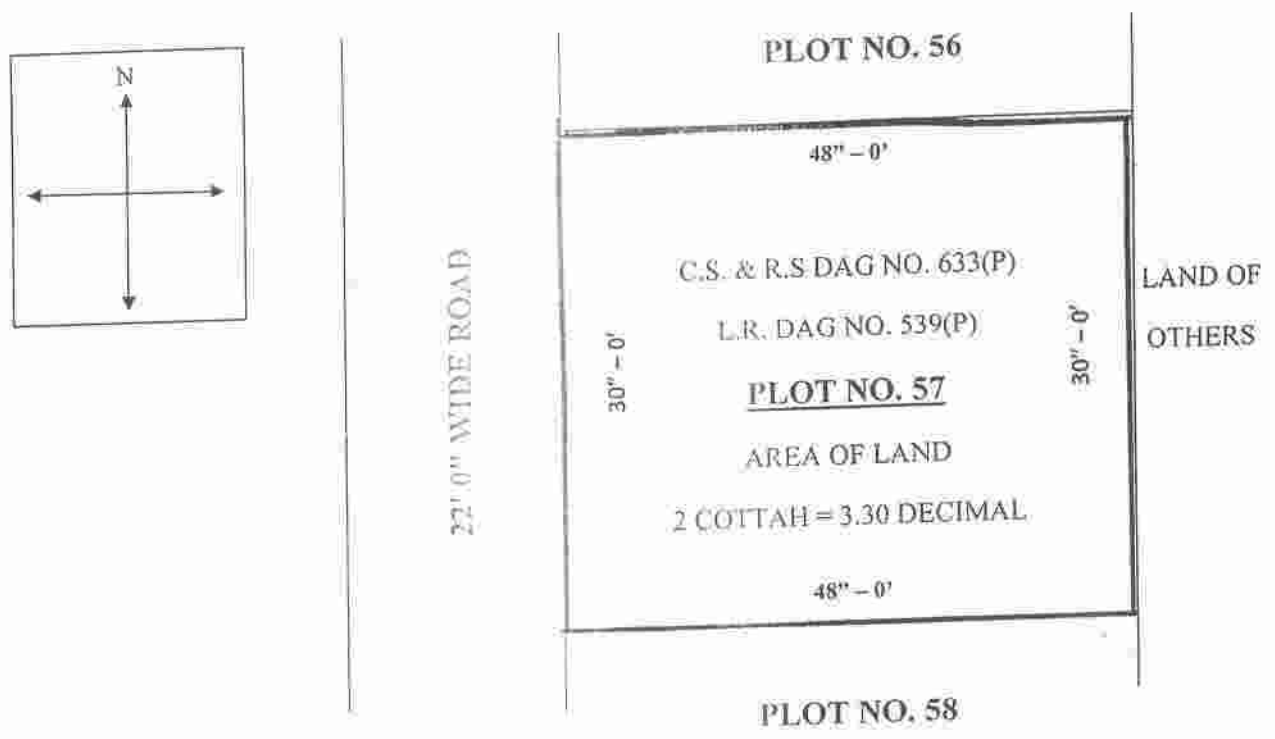 PLOT NO. 56
N
48" – 0'
C.S. & R.S DAG NO. 633(P)
LAND OF
L.R. DAG NO. 539(P)
OTHERS
22'.0" WIDE ROAD
30" – 0'
30" – 0'
PLOT NO. 57
AREA OF LAND
2 COTTAH = 3.30 DECIMAL
48" – 0'
PLOT NO. 58